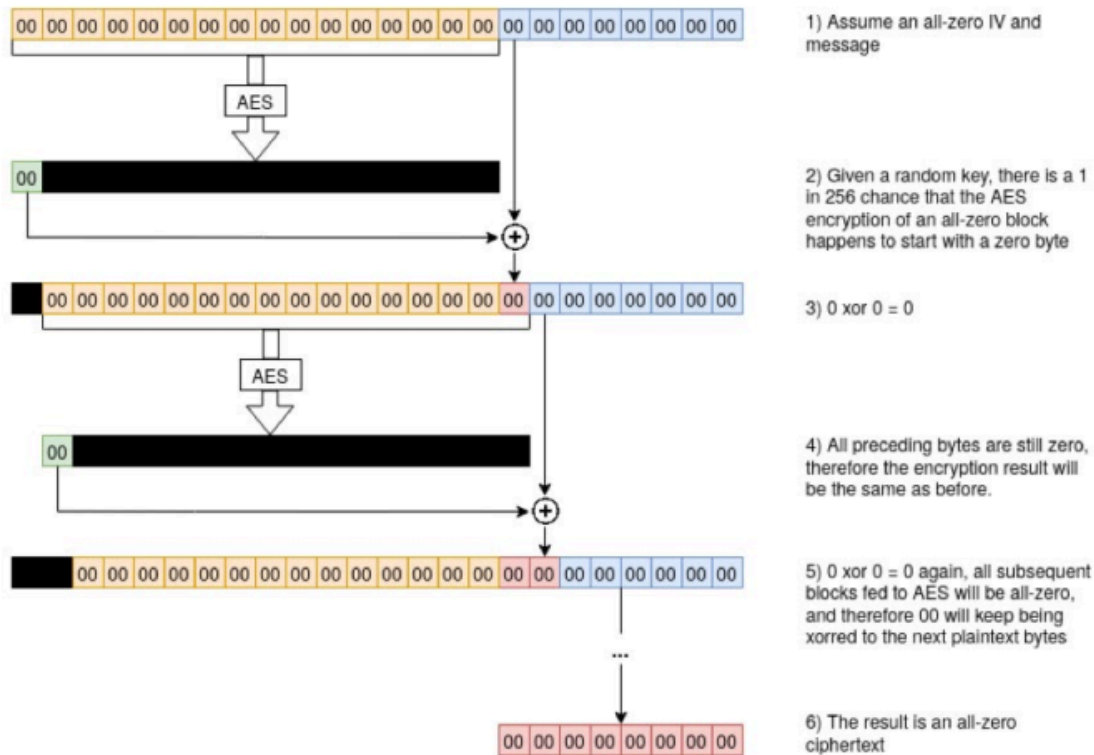 00 00 00 00 00 00 00 00 00 00 00 00 00 00 00 00 00 00 00 00 00 00 00 00
1) Assume an all-zero IV and
message
AES
00
2) Given a random key, there is a 1
in 256 chance that the AES
encryption of an all-zero block
happens to start with a zero byte
00 00 00 00 00 00 00 00 00 00 00 00 00 00 00 00 00 00 00 00 00 00 00
3) 0 xor 0 = 0
AES
00
4) All preceding bytes are still zero,
therefore the encryption result will
be the same as before.
00 00 00 00 00 00 00 00 00 00 00 00 00 00 00 00 00 00 00 00 00 00
5) 0 xor 0 = 0 again, all subsequent
blocks fed to AES will be all-zero,
and therefore 00 will keep being
xorred to the next plaintext bytes
...
00 00 00 00 00 00 00 00
6) The result is an all-zero
ciphertext